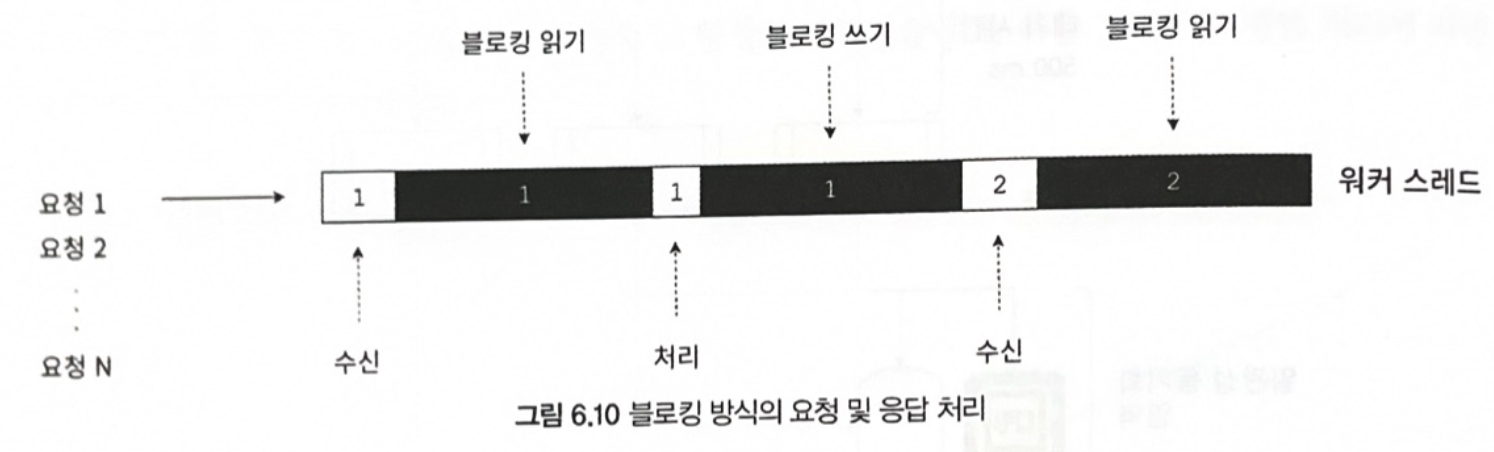 블로킹 읽기
블로킹 쓰기
블로킹 읽기
요청 1
1
1
1
1
2
2
워커 스레드
요청 2
요청 N
수신
처리
수신
그림 6.10 블로킹 방식의 요청 및 응답 처리